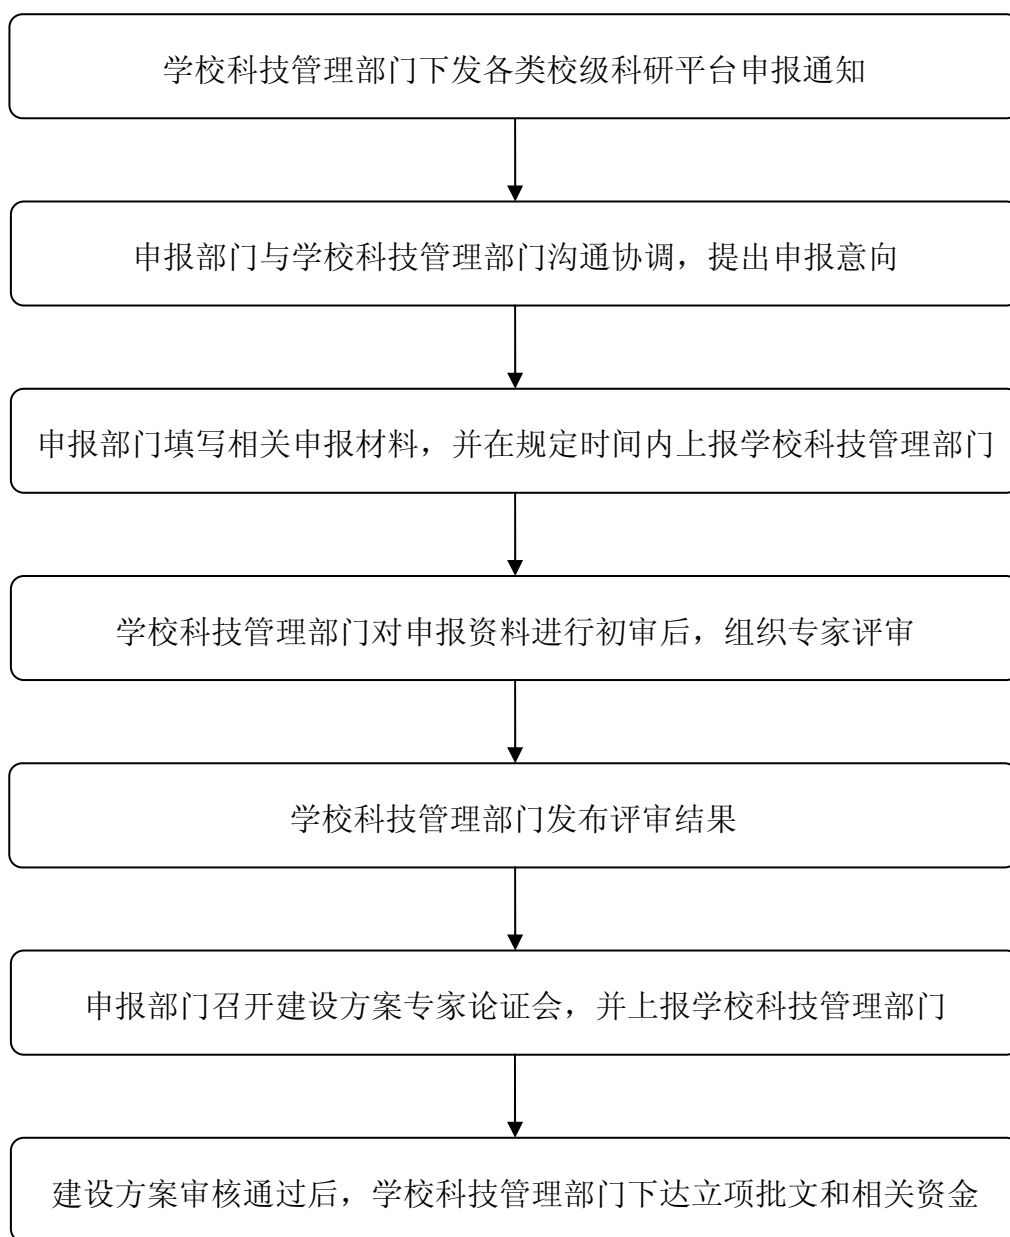 学校科技管理部门下发各类校级科研平台申报通知
申报部门与学校科技管理部门沟通协调，提出申报意向
申报部门填写相关申报材料，并在规定时间内上报学校科技管理部门
学校科技管理部门对申报资料进行初审后，组织专家评审
学校科技管理部门发布评审结果
申报部门召开建设方案专家论证会，并上报学校科技管理部门
建设方案审核通过后，学校科技管理部门下达立项批文和相关资金